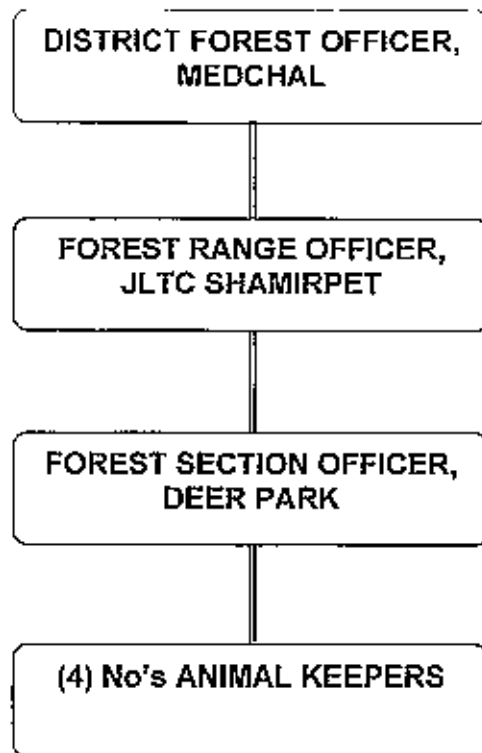 DISTRICT FOREST OFFICER,
MEDCHAL
FOREST RANGE OFFICER,
JLTC SHAMIRPET
FOREST SECTION OFFICER,
DEER PARK
(4) No's ANIMAL KEEPERS